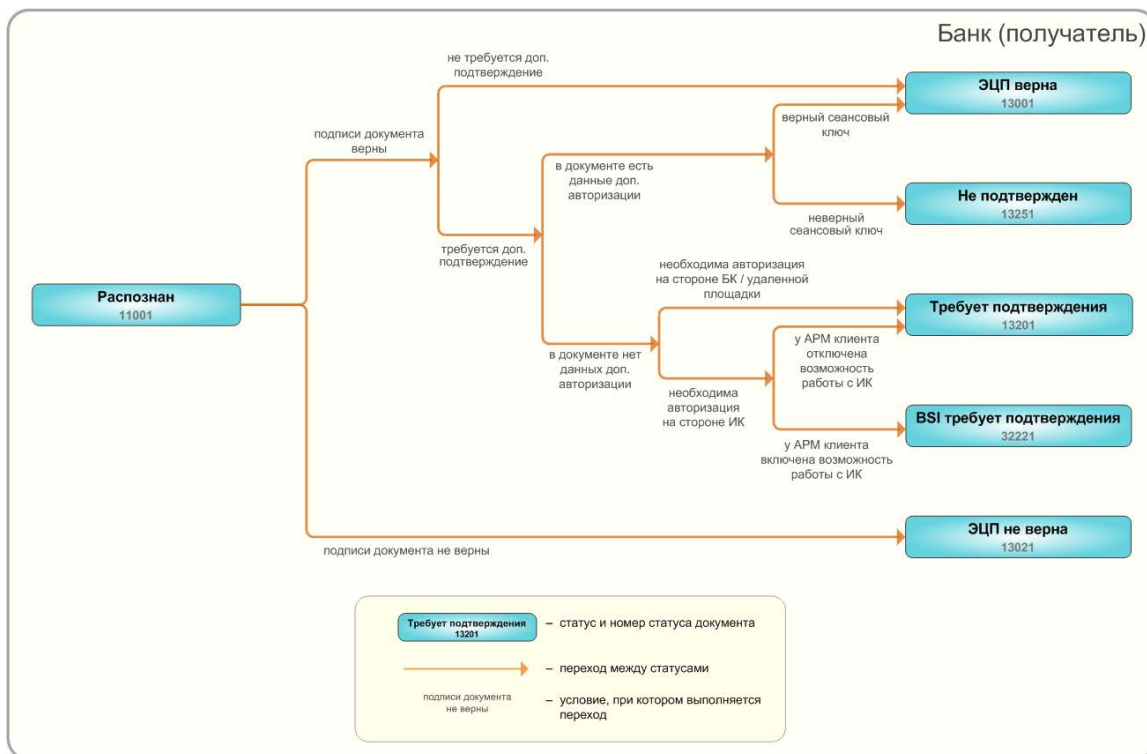 Банк (получатель)
не требуется доп.
подтверждение
ЭЦП верна
13001
подписи документа
верны
верный сеансовый
ключ
в документе есть
данные доп.
авторизации
Не подтвержден
13251
неверный
сеансовый ключ
требуется доп.
подтверждение
необходима авторизация
на стороне БК / удаленной
площадки
Распознан
11001
Требует подтверждения
13201
в документе нет
данных доп.
авторизации
у АРМ клиента
отключена
возможность
работы с ИК
необходима
авторизация
на стороне ИК
BSI требует подтверждения
32221
у АРМ клиента
включена возможность
работы с ИК
ЭЦП не верна
13021
подписи документа не верны
Требует подтверждения
13201
– статус и номер статуса документа
– переход между статусами
подписи документа
не верны
– условие, при котором выполняется
переход